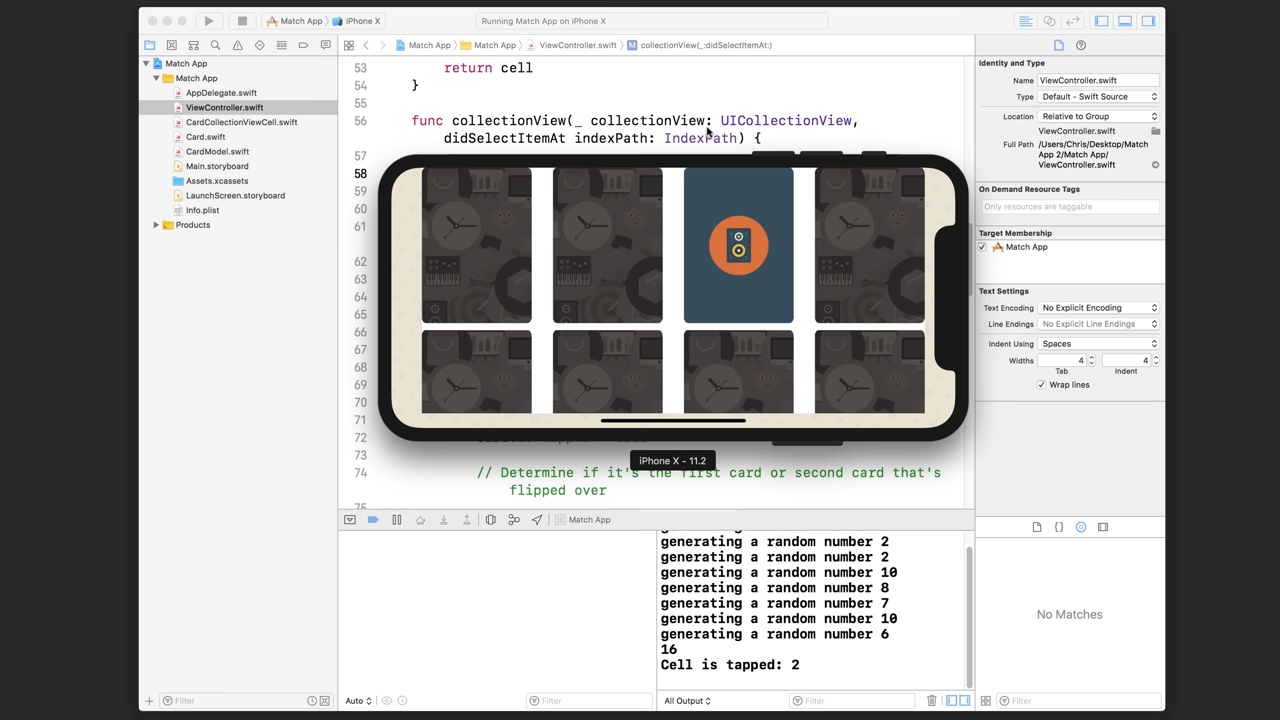 Match App
iPhone X
Running Match App on iPhone X
Match App
Match App
ViewController.swift
M
collectionView(_:didSelectItemAt:)
Match App
Match App
AppDelegate.swift
ViewController.swift
CardCollectionViewCell.swift
Card.swift
CardModel.swift
Main.storyboard
Assets.xcassets
LaunchScreen.storyboard
Info.plist
Products
53 return cell
54 }
55
56 func collectionView(_ collectionView: UICollectionView,
didSelectItemAt indexPath: IndexPath) {
57
58
59
60
61
62
63
64
65
66
67
68
69
70
71
72
73
74 // Determine if it's the first card or second card that's
flipped over
75
iPhone X - 11.2
Match App
generating a random number 2
generating a random number 2
generating a random number 10
generating a random number 8
generating a random number 7
generating a random number 10
generating a random number 6
16
Cell is tapped: 2
Filter
Auto
Filter
All Output
Filter
Filter
Identity and Type
Name ViewController.swift
Type Default - Swift Source
Location Relative to Group
ViewController.swift
Full Path /Users/Chris/Desktop/Match
App 2/Match App/
ViewController.swift
On Demand Resource Tags
Only resources are taggable
Target Membership
Match App
Text Settings
Text Encoding No Explicit Encoding
Line Endings No Explicit Line Endings
Indent Using Spaces
Widths 4 4
Tab Indent
Wrap lines
No Matches